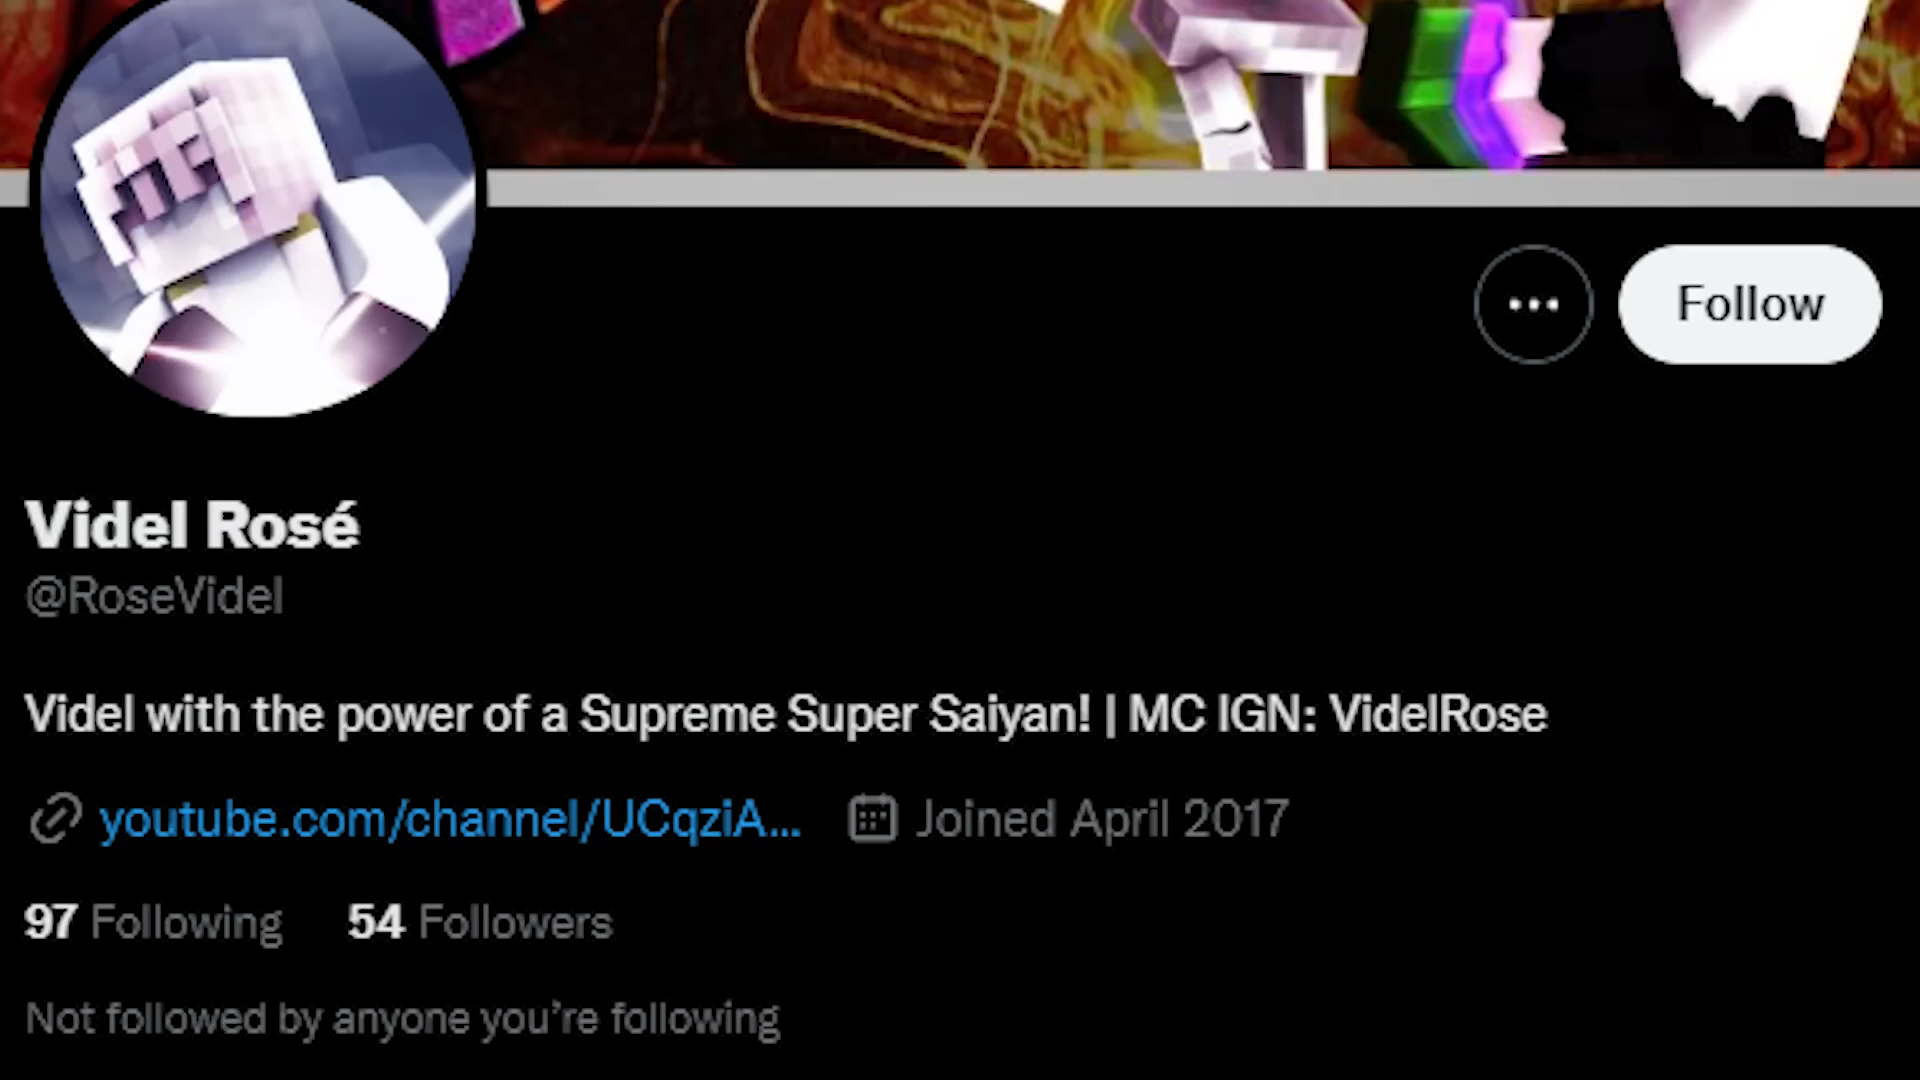 Follow
Videl Rosé
@RoseVidel
Videl with the power of a Supreme Super Saiyan! | MC IGN: VidelRose
youtube.com/channel/UCqziA... Joined April 2017
97 Following 54 Followers
Not followed by anyone you’re following